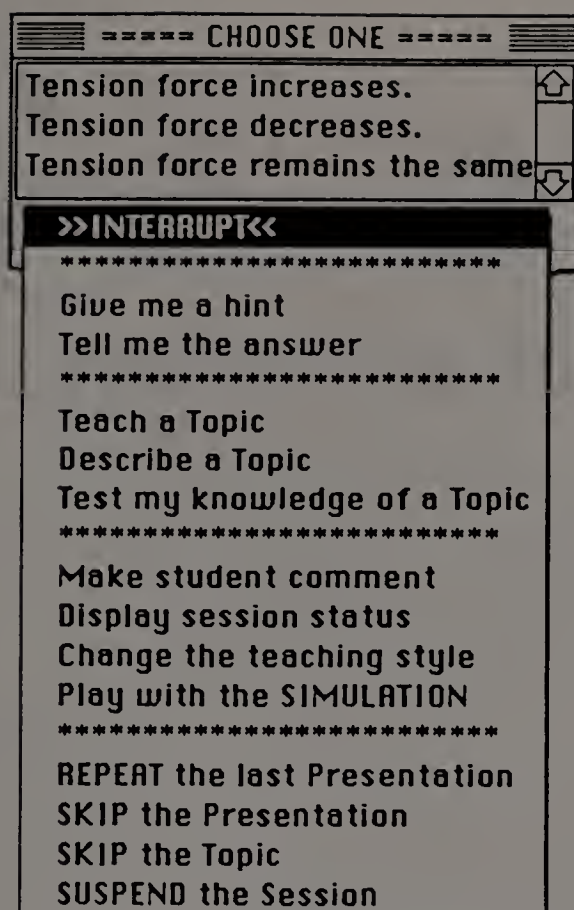 ===== CHOOSE ONE =====
Tension force increases.
Tension force decreases.
Tension force remains the same
>>INTERRUPT<<
**************************
Give me a hint
Tell me the answer
**************************
Teach a Topic
Describe a Topic
Test my knowledge of a Topic
**************************
Make student comment
Display session status
Change the teaching style
Play with the SIMULATION
**************************
REPEAT the last Presentation
SKIP the Presentation
SKIP the Topic
SUSPEND the Session